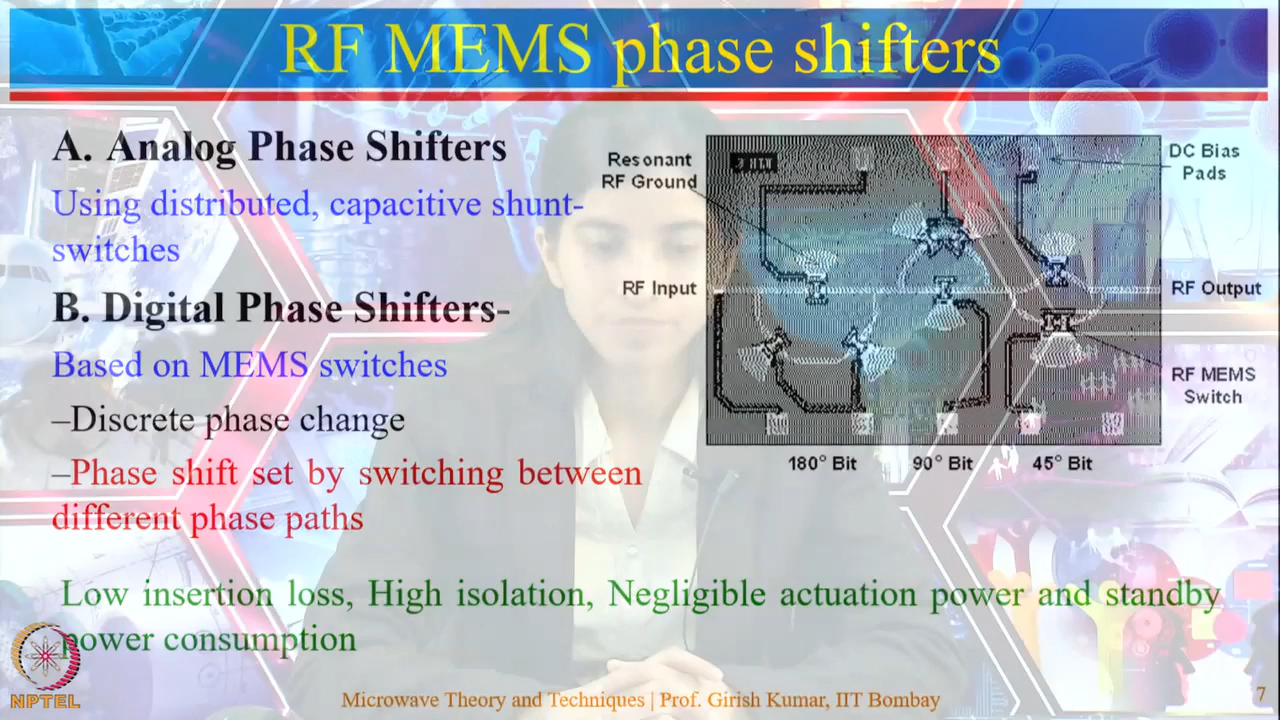 RF MEMS phase shifters
A. Analog Phase Shifters
Using distributed, capacitive shunt-
switches
B. Digital Phase Shifters-
Based on MEMS switches
–Discrete phase change
–Phase shift set by switching between
different phase paths
Resonant
RF Ground
DC Bias
Pads
RF Input
RF Output
RF MEMS
Switch
180° Bit
90° Bit
45° Bit
Low insertion loss, High isolation, Negligible actuation power and standby
power consumption
NPTEL
Microwave Theory and Techniques | Prof. Girish Kumar, IIT Bombay
7